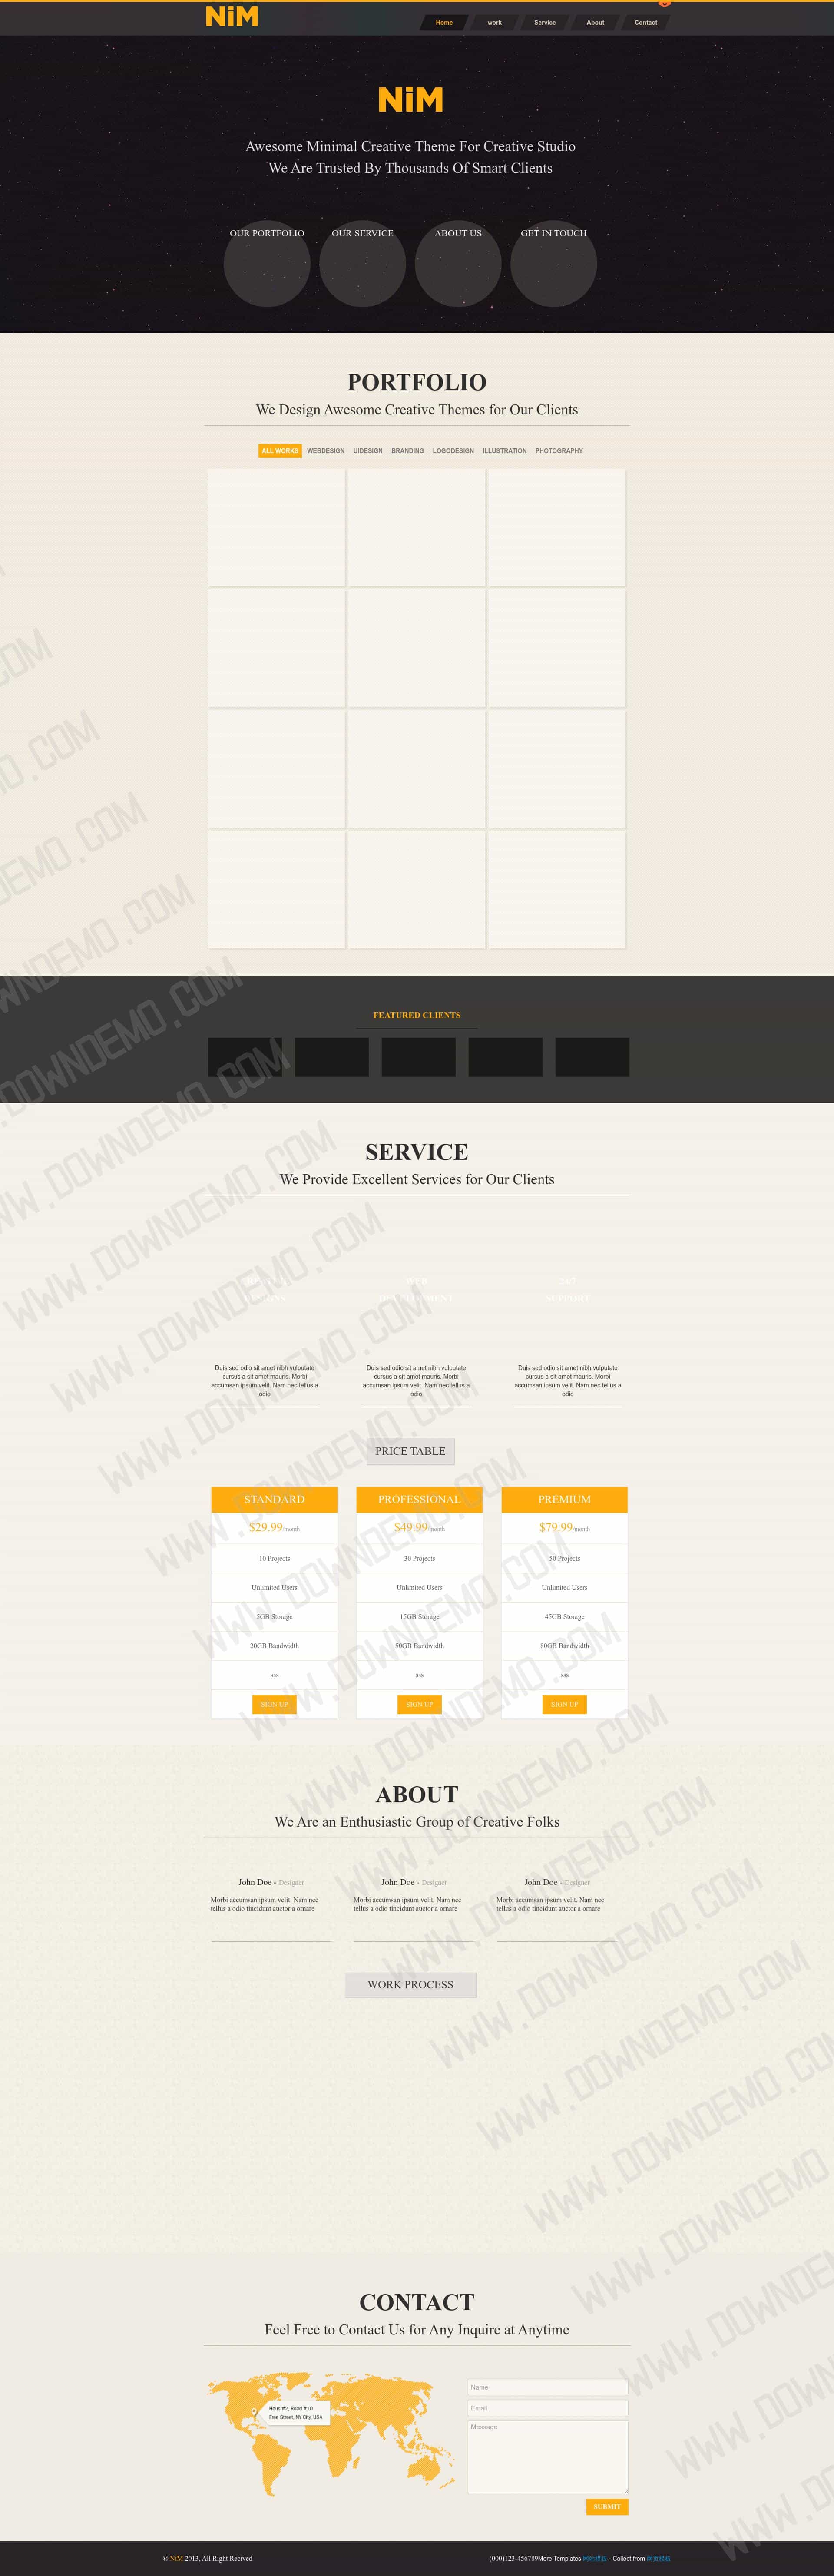 NiM
Home work Service About Contact
NiM
Awesome Minimal Creative Theme For Creative Studio
We Are Trusted By Thousands Of Smart Clients
OUR PORTFOLIO OUR SERVICE ABOUT US GET IN TOUCH
PORTFOLIO
We Design Awesome Creative Themes for Our Clients
ALL WORKS WEBDESIGN UIDESIGN BRANDING LOGODESIGN ILLUSTRATION PHOTOGRAPHY
FEATURED CLIENTS
SERVICE
We Provide Excellent Services for Our Clients
WEB
DEVELOPMENT
24/7
SUPPORT
Duis sed odio sit amet nibh vulputate
cursus a sit amet mauris. Morbi
accumsan ipsum velit. Nam nec tellus a
odio
Duis sed odio sit amet nibh vulputate
cursus a sit amet mauris. Morbi
accumsan ipsum velit. Nam nec tellus a
odio
Duis sed odio sit amet nibh vulputate
cursus a sit amet mauris. Morbi
accumsan ipsum velit. Nam nec tellus a
odio
PRICE TABLE
STANDARD
$29.99/month
10 Projects
Unlimited Users
5GB Storage
20GB Bandwidth
sss
SIGN UP
PROFESSIONAL
$49.99/month
30 Projects
Unlimited Users
15GB Storage
50GB Bandwidth
sss
SIGN UP
PREMIUM
$79.99/month
50 Projects
Unlimited Users
45GB Storage
80GB Bandwidth
sss
SIGN UP
ABOUT
We Are an Enthusiastic Group of Creative Folks
John Doe - Designer
Morbi accumsan ipsum velit. Nam nec
tellus a odio tincidunt auctor a ornare
John Doe - Designer
Morbi accumsan ipsum velit. Nam nec
tellus a odio tincidunt auctor a ornare
John Doe - Designer
Morbi accumsan ipsum velit. Nam nec
tellus a odio tincidunt auctor a ornare
WORK PROCESS
CONTACT
Feel Free to Contact Us for Any Inquire at Anytime
Hous #2, Road #10
Free Street, NY City, USA
Name
Email
Message
SUBMIT
© NiM 2013, All Right Recived
(000)123-456789More Templates 网站模板 - Collect from 网页模板
WWW.DOWNDEMO.COM